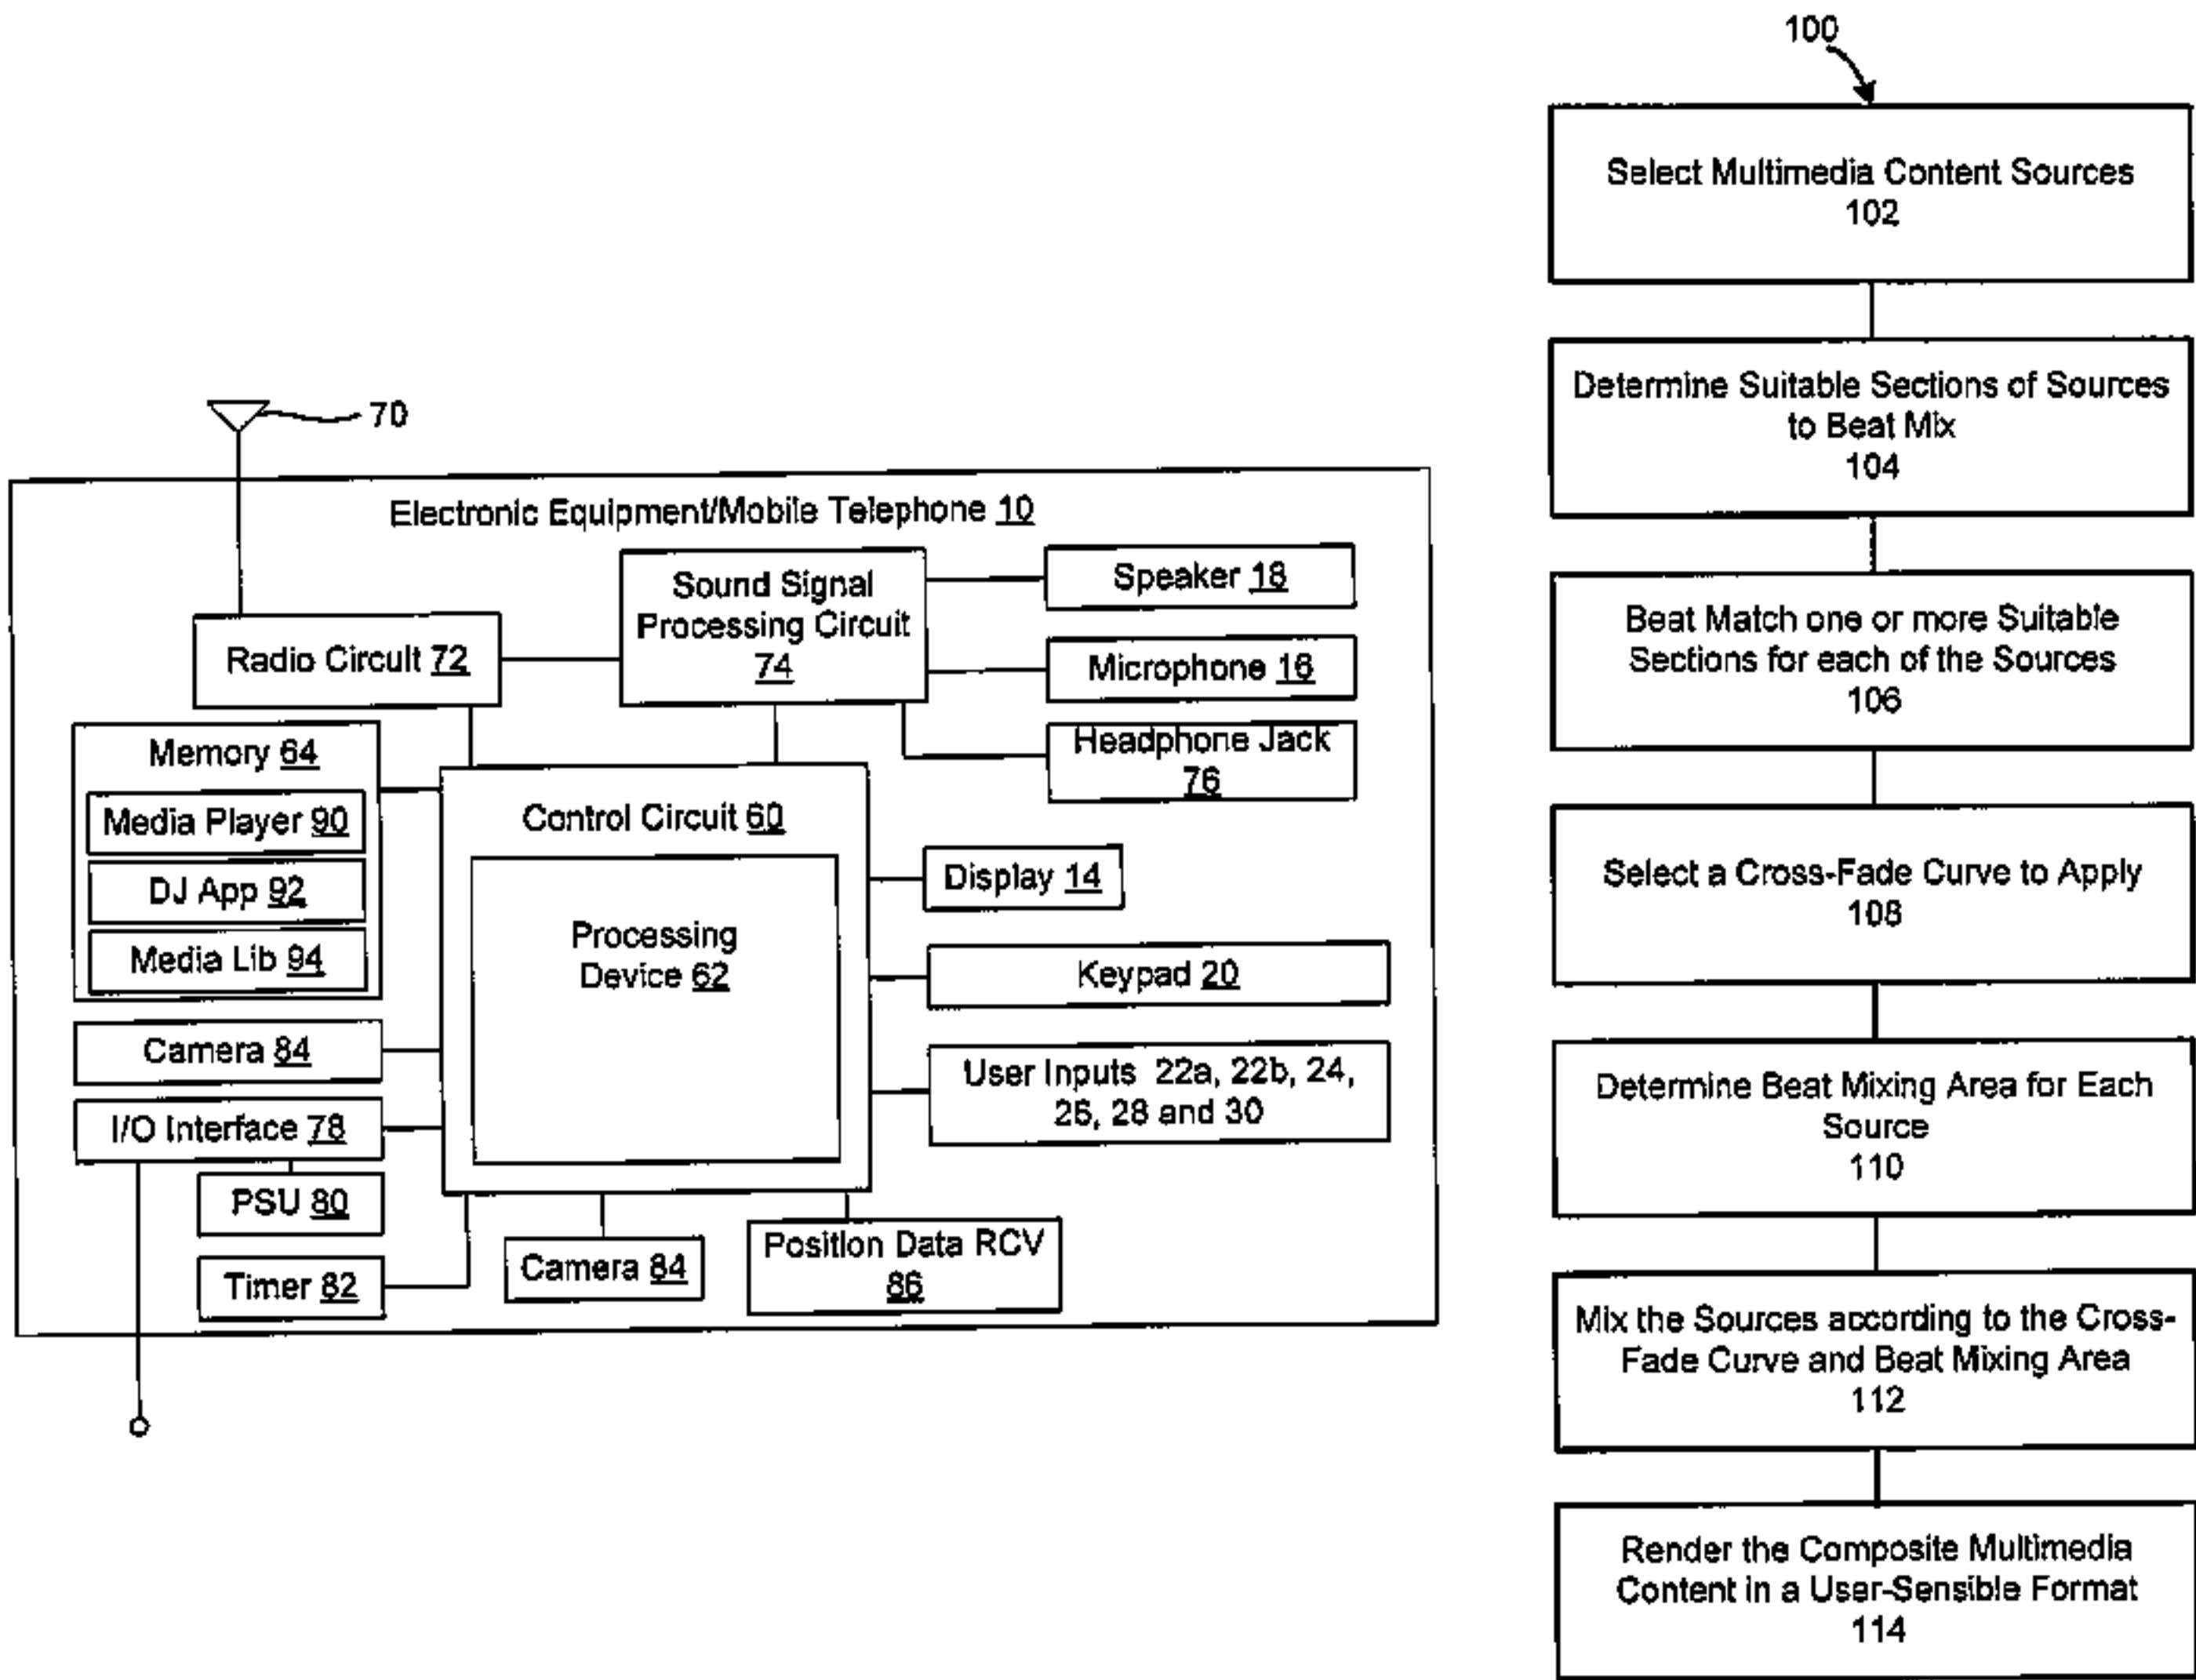 70
Electronic Equipment/Mobile Telephone 10
Sound Signal
Processing Circuit
74
Speaker 18
Microphone 16
Headphone Jack
76
Radio Circuit 72
Memory 64
Media Player 90
DJ App 92
Media Lib 94
Control Circuit 60
Processing
Device 62
Display 14
Keypad 20
User Inputs 22a, 22b, 24,
26, 28 and 30
Camera 84
I/O Interface 78
PSU 80
Timer 82
Camera 84
Position Data RCV
86
100
Select Multimedia Content Sources
102
Determine Suitable Sections of Sources
to Beat Mix
104
Beat Match one or more Suitable
Sections for each of the Sources
106
Select a Cross-Fade Curve to Apply
108
Determine Beat Mixing Area for Each
Source
110
Mix the Sources according to the Cross-
Fade Curve and Beat Mixing Area
112
Render the Composite Multimedia
Content in a User-Sensible Format
114